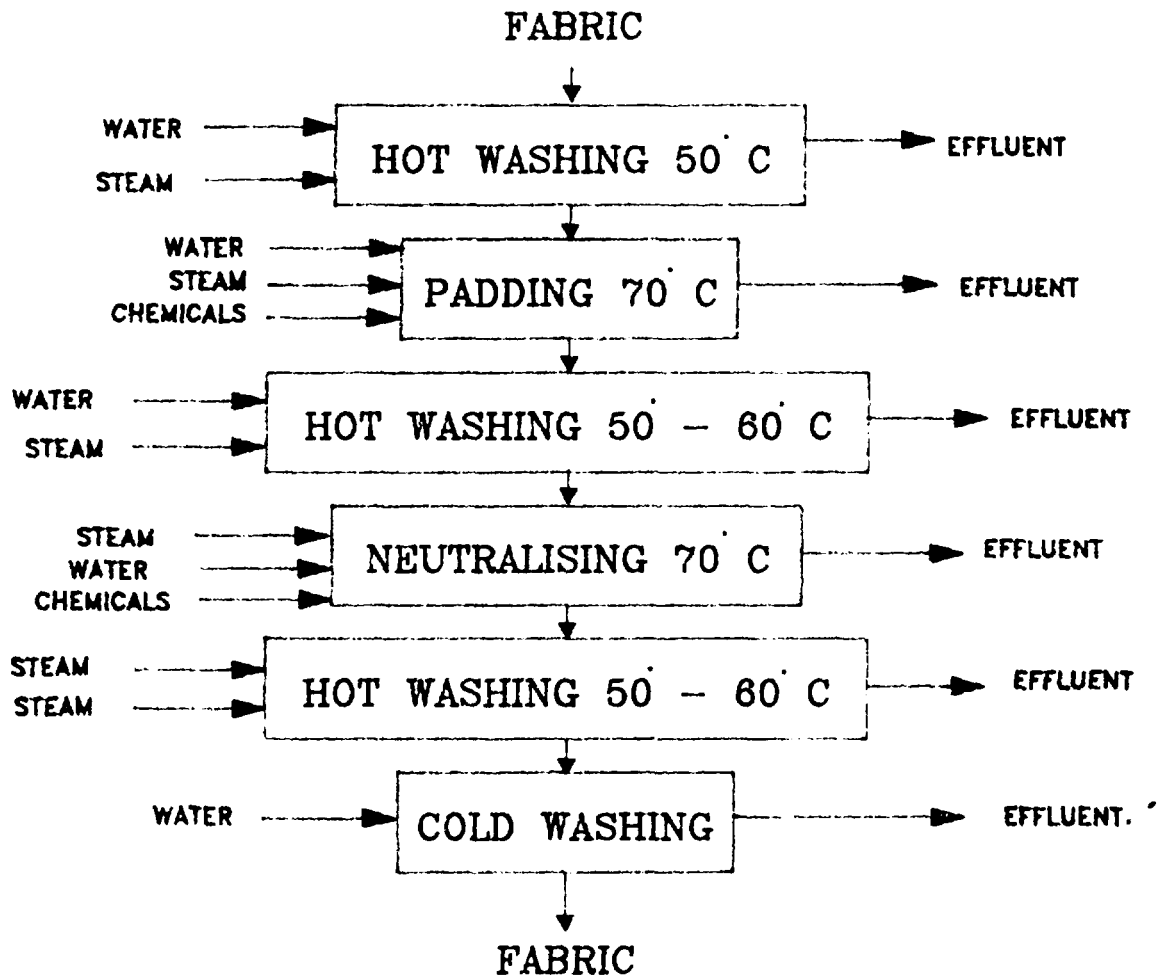 FABRIC
WATER
STEAM
HOT WASHING 50° C
EFFLUENT
WATER
STEAM
CHEMICALS
PADDING 70° C
EFFLUENT
WATER
STEAM
HOT WASHING 50° - 60° C
EFFLUENT
STEAM
WATER
CHEMICALS
NEUTRALISING 70° C
EFFLUENT
STEAM
STEAM
HOT WASHING 50° - 60° C
EFFLUENT
WATER
COLD WASHING
EFFLUENT.
FABRIC